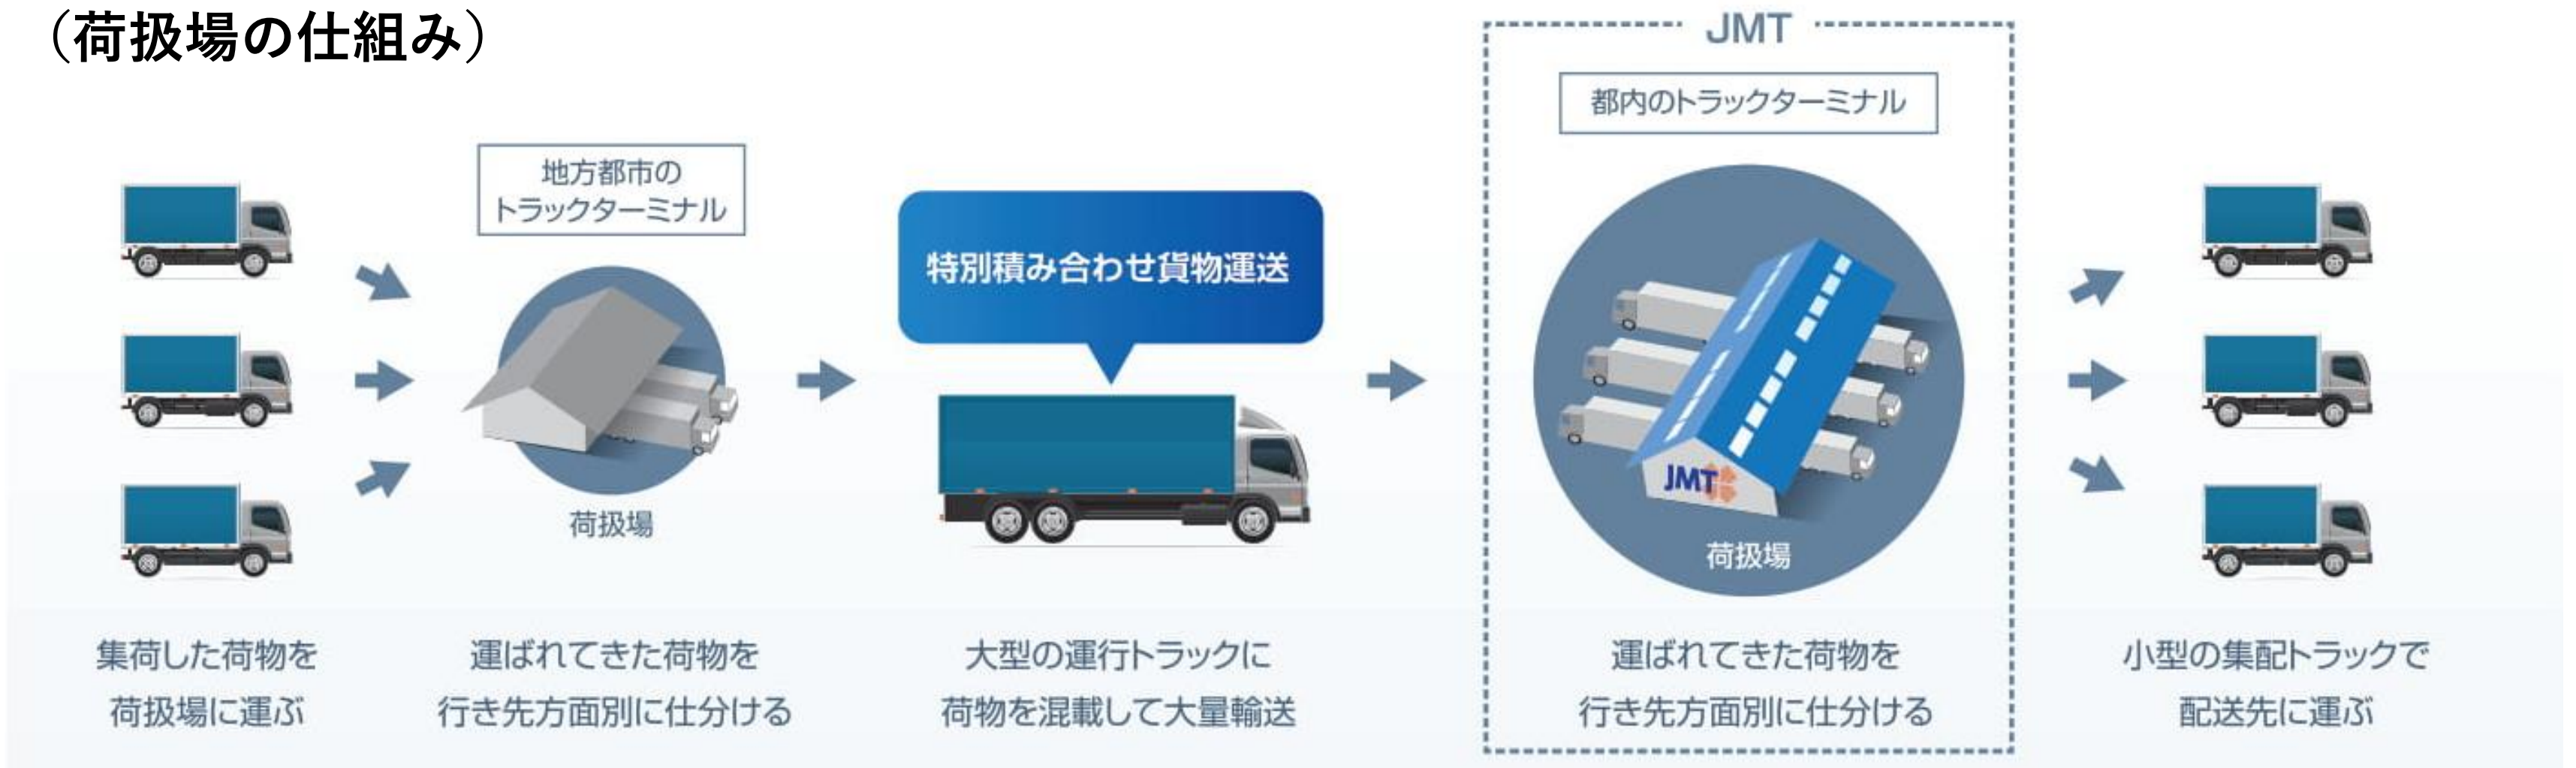 （荷扱場の仕組み）
JMT
都内のトラックターミナル
地方都市の
トラックターミナル
特別積み合わせ貨物運送
JMT
荷扱場
荷扱場
集荷した荷物を
荷扱場に運ぶ
運ばれてきた荷物を
行き先方面別に仕分ける
大型の運行トラックに
荷物を混載して大量輸送
運ばれてきた荷物を
行き先方面別に仕分ける
小型の集配トラックで
配送先に運ぶ